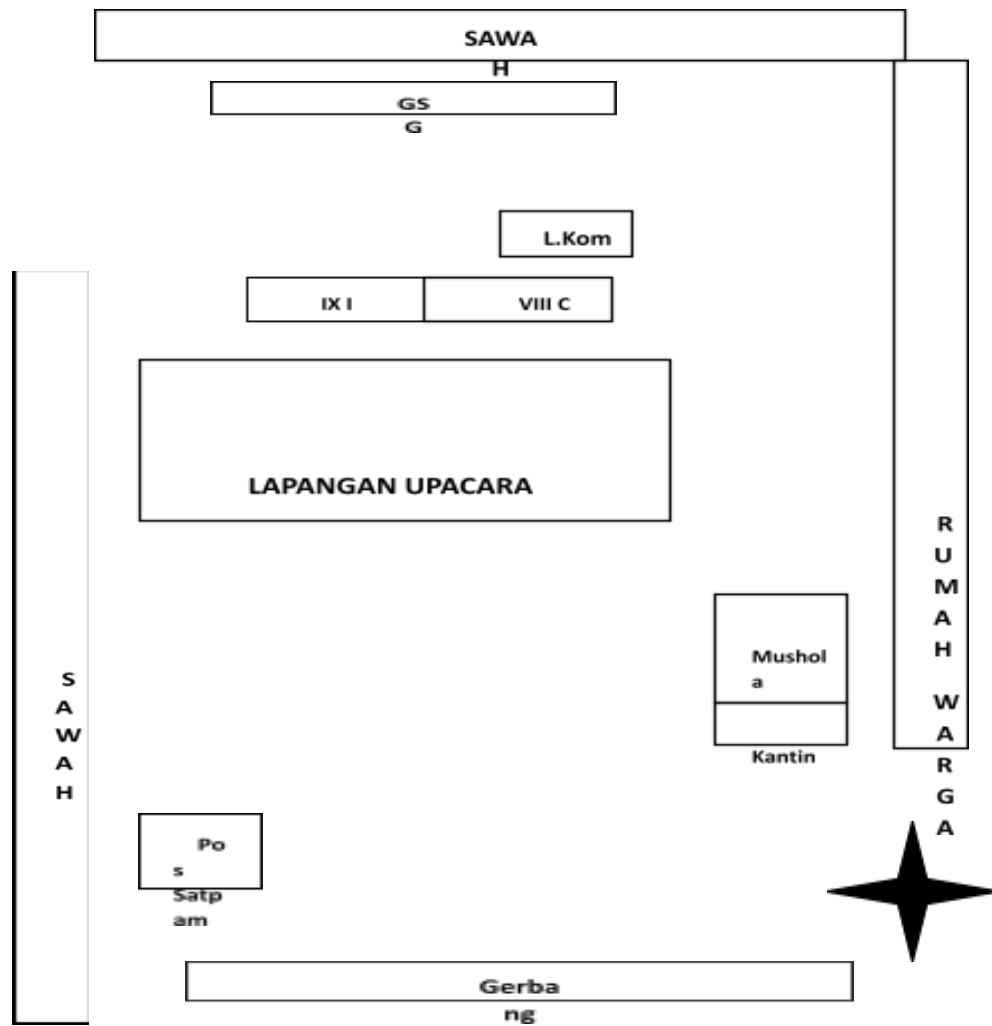 SAWA
H
GS
G
L.Kom
IX I
VIII C
LAPANGAN UPACARA
R
U
M
A
H
W
A
R
G
A
Mushol
a
Kantin
S
A
W
A
H
Po
s
Satp
am
Gerba
ng